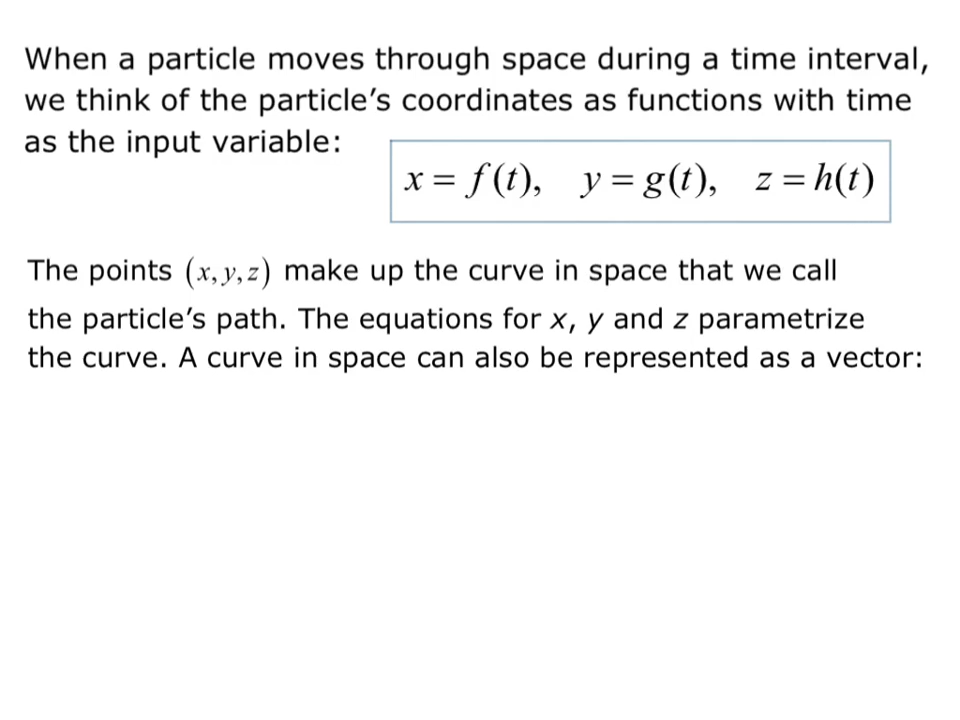 When a particle moves through space during a time interval,
we think of the particle's coordinates as functions with time
as the input variable:
x = f(t), y = g(t), z = h(t)
The points (x, y, z) make up the curve in space that we call
the particle's path. The equations for x, y and z parametrize
the curve. A curve in space can also be represented as a vector: